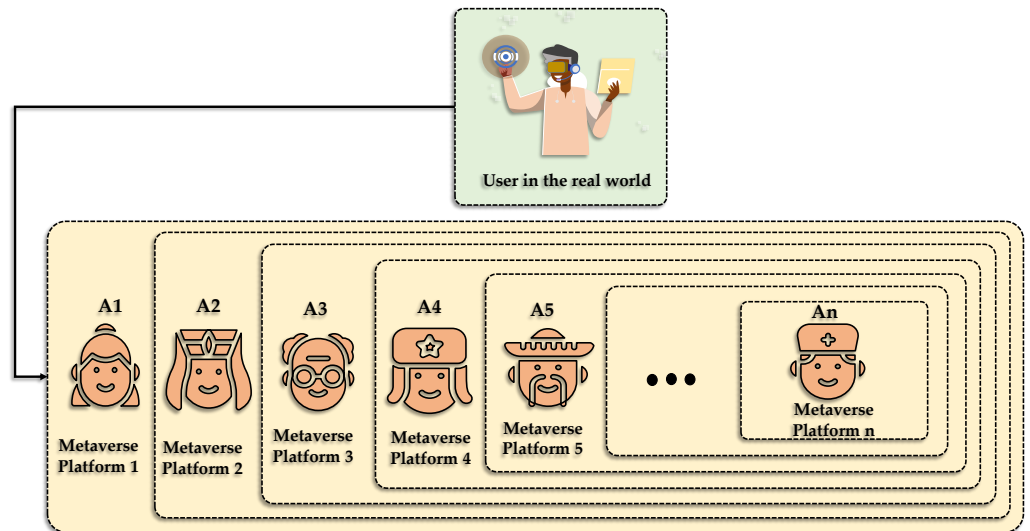 User in the real world
A1
A2
A3
A4
A5
An
Metaverse
Platform 1
Metaverse
Platform 2
Metaverse
Platform 3
Metaverse
Platform 4
Metaverse
Platform 5
•••
Metaverse
Platform n